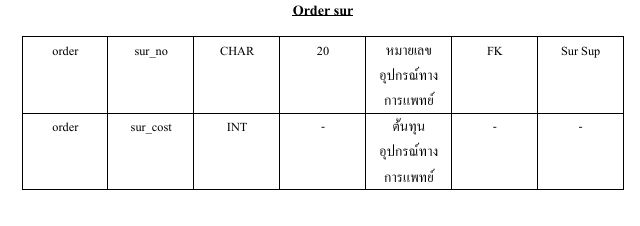 Order sur
order sur_no CHAR 20 หมายเลข FK Sur Sup
อุปกรณ์ทาง
การแพทย์
order sur_cost INT - ต้นทุน - -
อุปกรณ์ทาง
การแพทย์